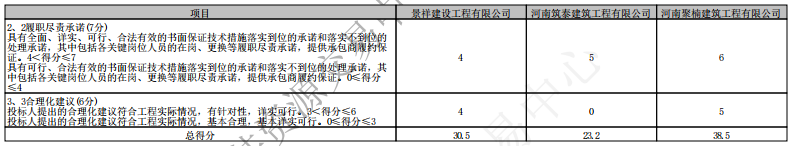 项目 景祥建设工程有限公司 河南筑泰建筑工程有限公司 河南聚楠建筑工程有限公司
2、2履职尽责承诺(7分)
具有全面、详实、可行、合法有效的书面保证技术措施落实到位的承诺和落实不到位的
处理承诺，其中包括各关键岗位人员的在岗、更换等履职尽责承诺，提供承包商履约保
证。4<得分≤7
具有可行、合法有效的书面保证技术措施落实到位的承诺和落实不到位的处理承诺，其
中包括各关键岗位人员的在岗、更换等履职尽责承诺，提供承包商履约保证。0≤得分
≤4
4 5 6
3、3合理化建议(6分)
投标人提出的合理化建议符合工程实际情况，有针对性，详实可行。3<得分≤6
投标人提出的合理化建议符合工程实际情况，基本合理，基本详实可行。0≤得分≤3
4 0 5
总得分 30.5 23.2 38.5